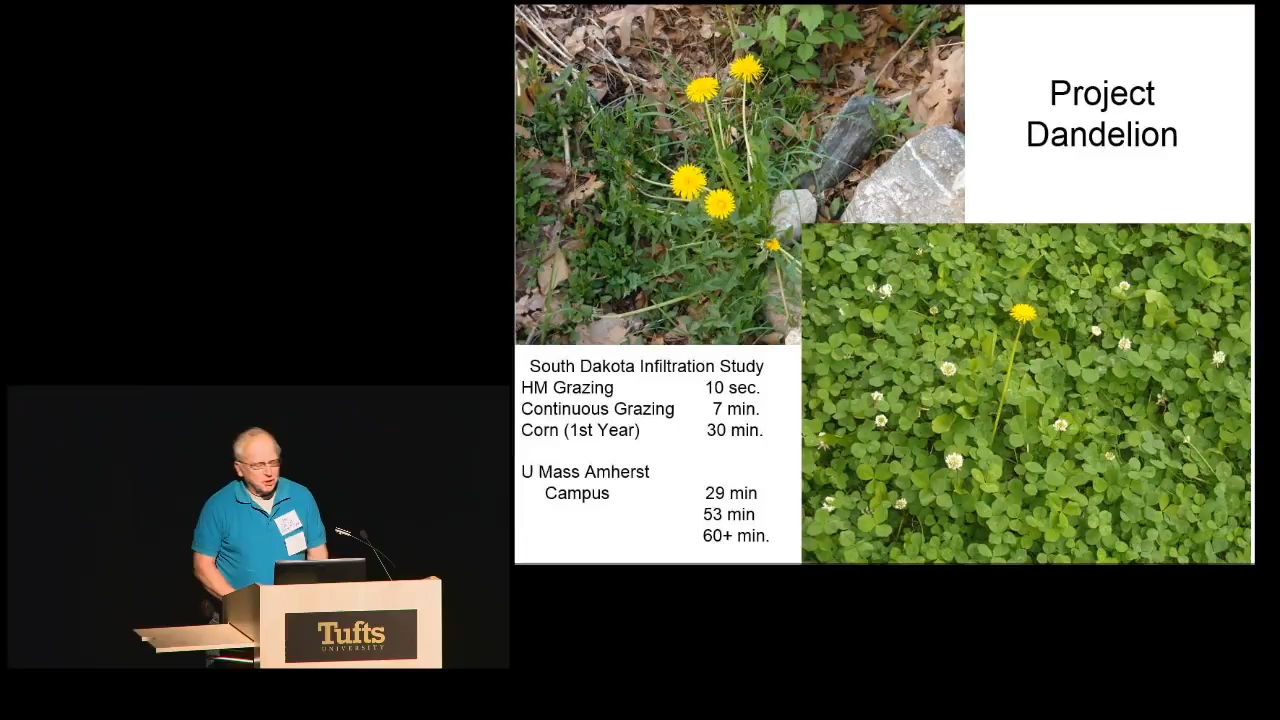 Project
Dandelion
South Dakota Infiltration Study
HM Grazing 10 sec.
Continuous Grazing 7 min.
Corn (1st Year) 30 min.
U Mass Amherst
Campus 29 min
53 min
60+ min.
Tufts
UNIVERSITY